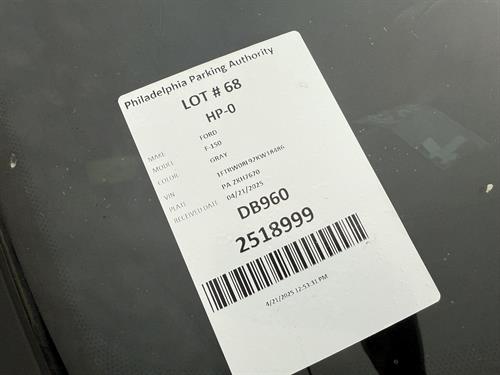 Philadelphia Parking Authority
LOT # 68
HP-0
MAKE FORD
MODEL F-150
COLOR GRAY
VIN
PLATE PA ZKH7620
RECEIVED DATE 04/21/2025
DB960
2518999
4/21/2025 12:53:31 PM